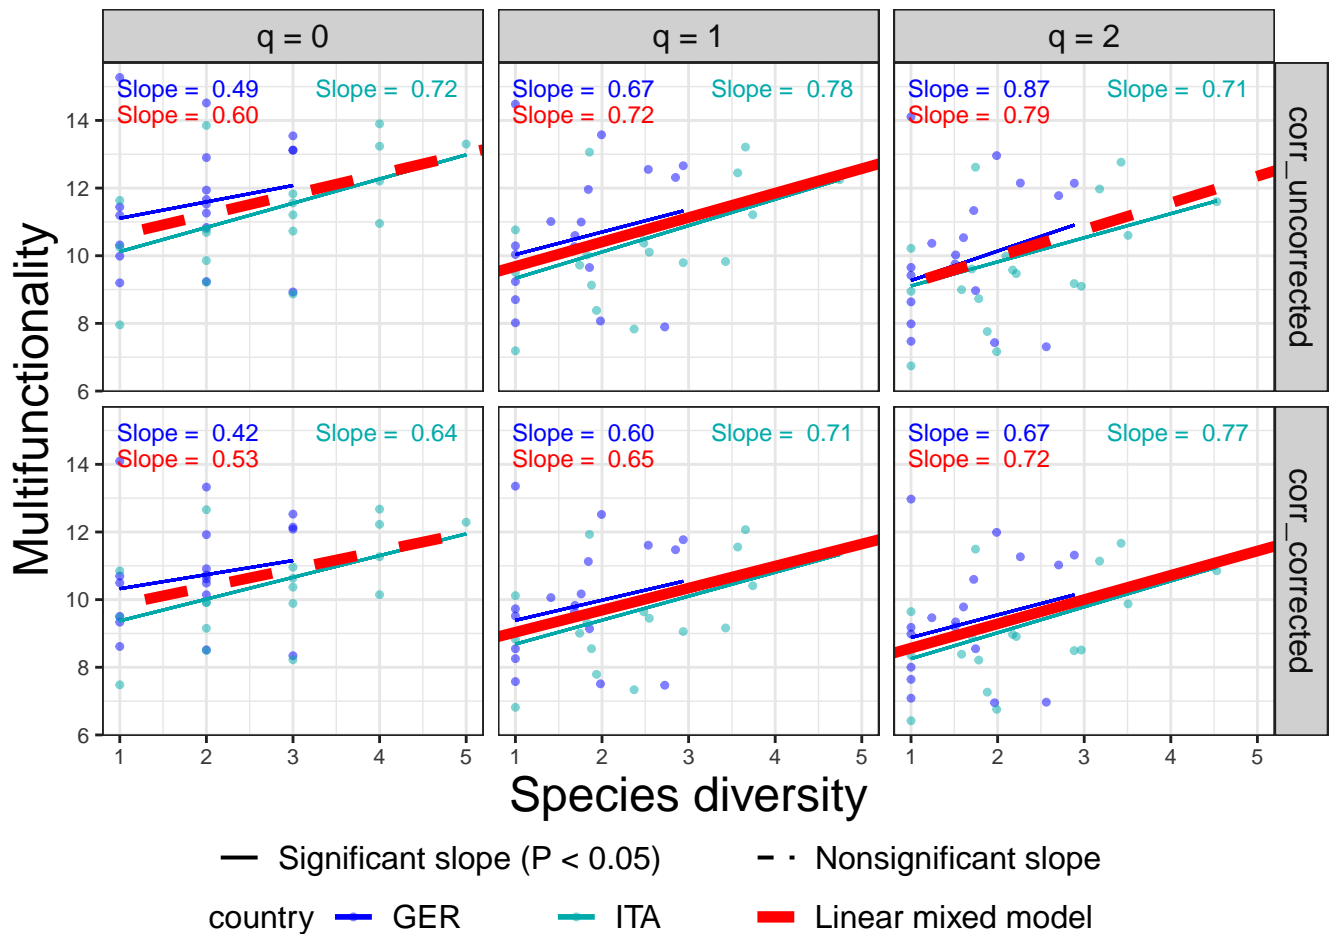 q = 0
q = 1
q = 2
Slope = 0.49
Slope = 0.72
Slope = 0.60
Slope = 0.67
Slope = 0.78
Slope = 0.72
Slope = 0.87
Slope = 0.71
Slope = 0.79
corr_uncorrected
14
12
10
8
6
Slope = 0.42
Slope = 0.64
Slope = 0.53
Slope = 0.60
Slope = 0.71
Slope = 0.65
Slope = 0.67
Slope = 0.77
Slope = 0.72
corr_corrected
14
12
10
8
6
Multifunctionality
1 2 3 4 5
1 2 3 4 5
1 2 3 4 5
Species diversity
Significant slope (P < 0.05)
Nonsignificant slope
country
GER
ITA
Linear mixed model